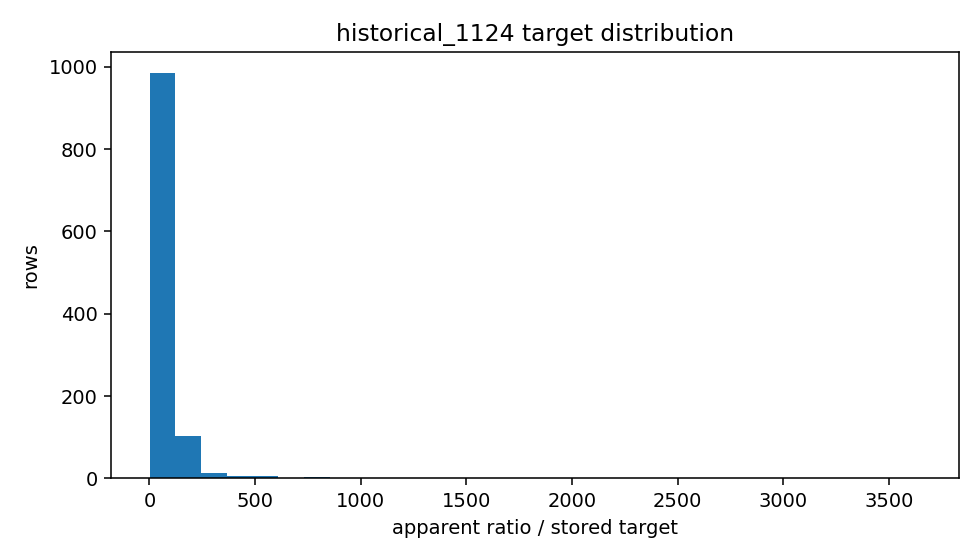 historical_1124 target distribution
1000
800
600
400
200
0
rows
0 500 1000 1500 2000 2500 3000 3500
apparent ratio / stored target